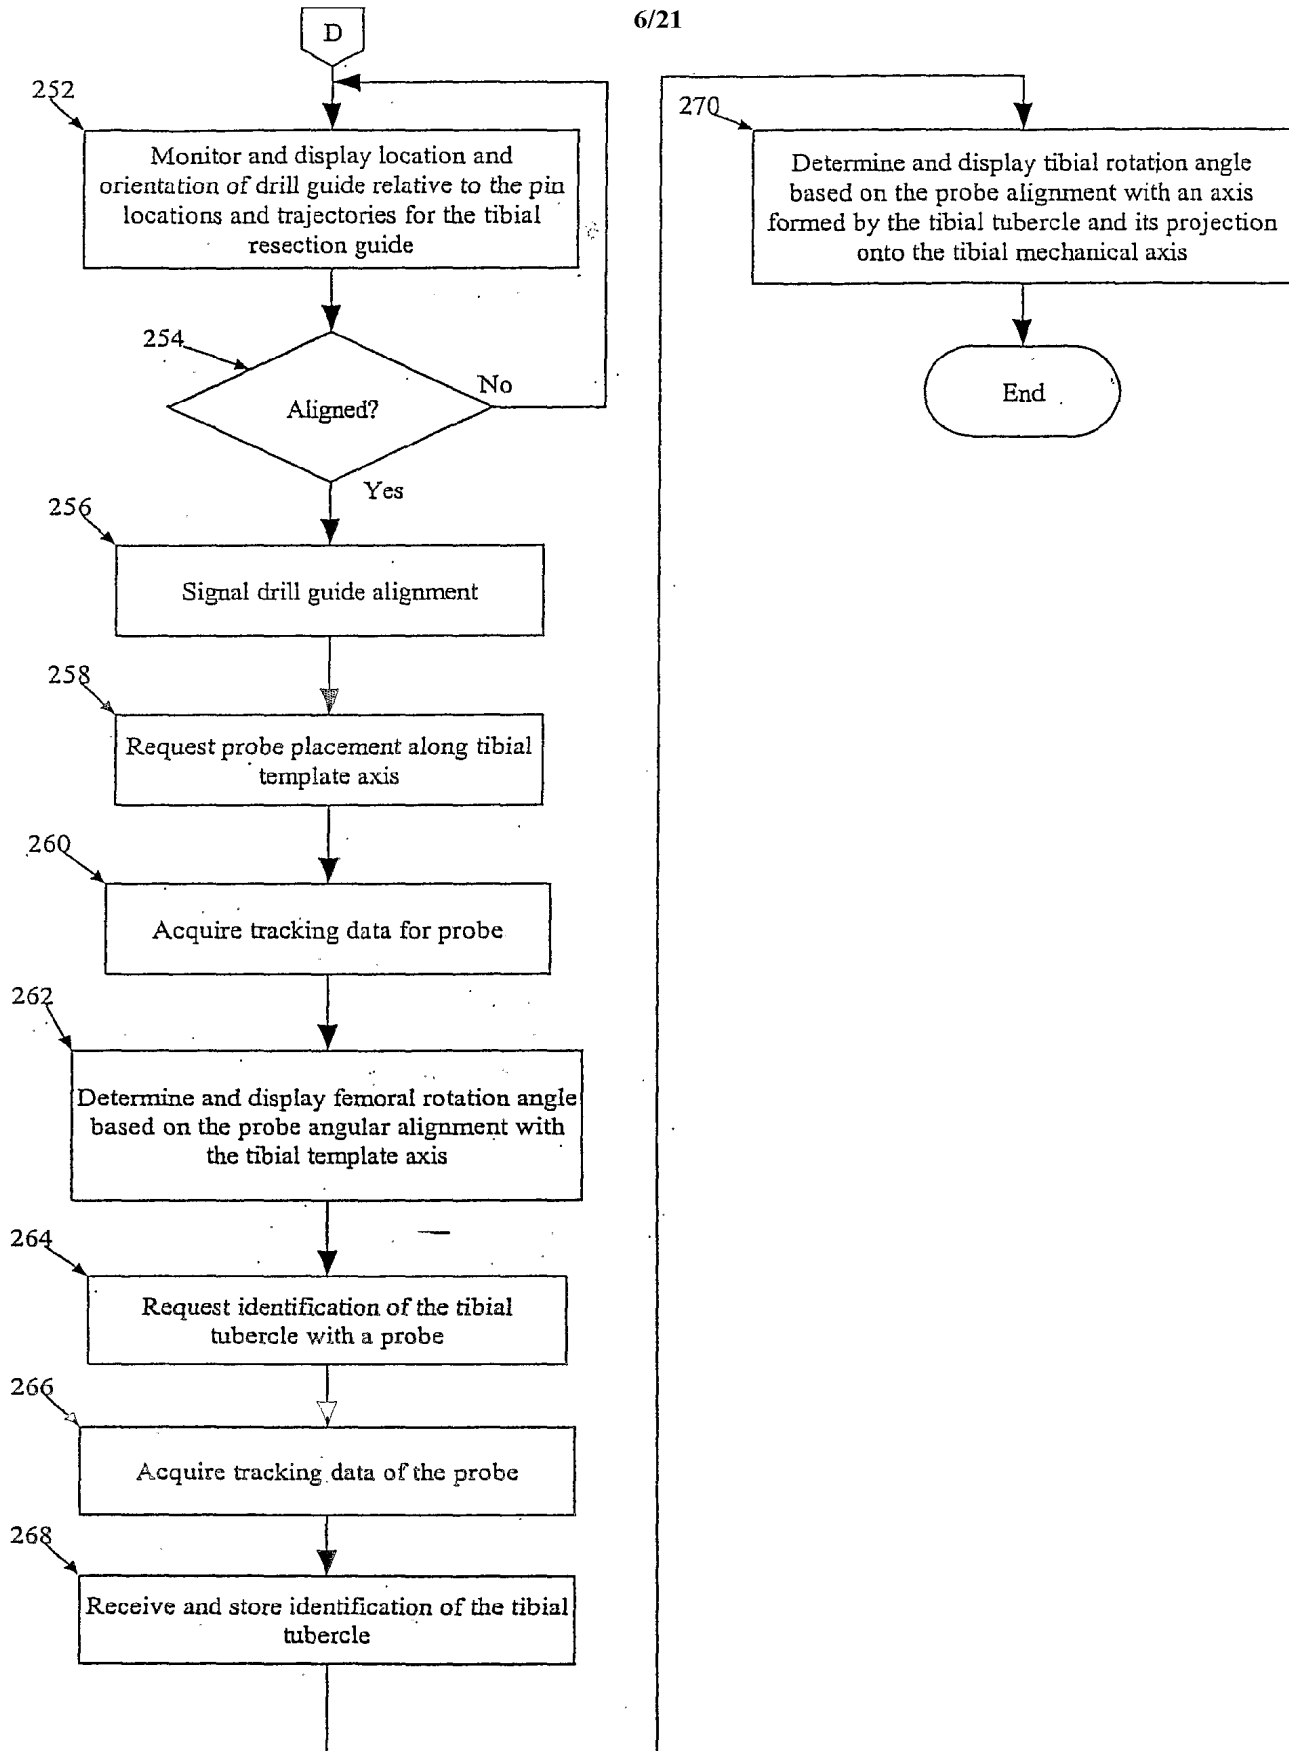 6/21
D
252
Monitor and display location and
orientation of drill guide relative to the pin
locations and trajectories for the tibial
resection guide
254
Aligned?
No
Yes
256
Signal drill guide alignment
258
Request probe placement along tibial
template axis
260
Acquire tracking data for probe
262
Determine and display femoral rotation angle
based on the probe angular alignment with
the tibial template axis
264
Request identification of the tibial
tubercle with a probe
266
Acquire tracking data of the probe
268
Receive and store identification of the tibial
tubercle
270
Determine and display tibial rotation angle
based on the probe alignment with an axis
formed by the tibial tubercle and its projection
onto the tibial mechanical axis
End